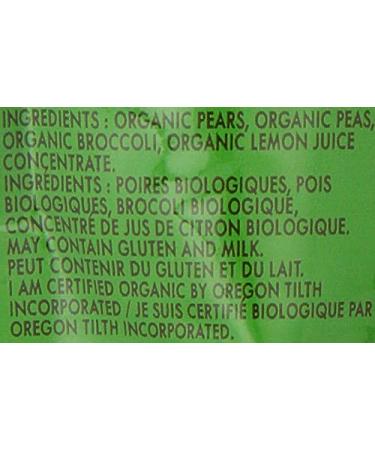 INGREDIENTS : ORGANIC PEARS, ORGANIC PEAS,
ORGANIC BROCCOLI, ORGANIC LEMON JUICE
CONCENTRATE.
INGRÉDIENTS : POIRES BIOLOGIQUES, POIS
BIOLOGIQUES, BROCOLI BIOLOGIQUE,
CONCENTRÉ DE JUS DE CITRON BIOLOGIQUE.
MAY CONTAIN GLUTEN AND MILK.
PEUT CONTENIR DU GLUTEN ET DU LAIT.
I AM CERTIFIED ORGANIC BY OREGON TILTH
INCORPORATED / JE SUIS CERTIFIÉ BIOLOGIQUE PAR
OREGON TILTH INCORPORATED.